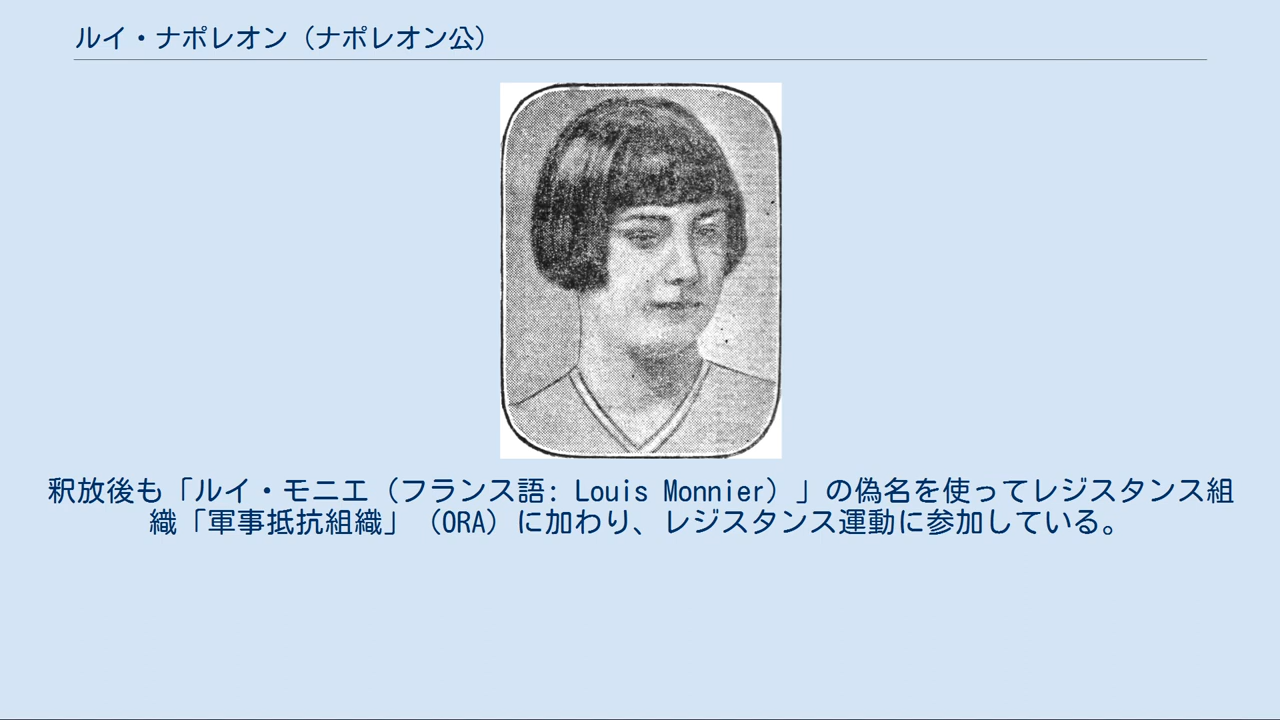 ルイ・ナポレオン（ナポレオン公）
釈放後も「ルイ・モニエ（フランス語: Louis Monnier）」の偽名を使ってレジスタンス組
織「軍事抵抗組織」（ORA）に加わり、レジスタンス運動に参加している。